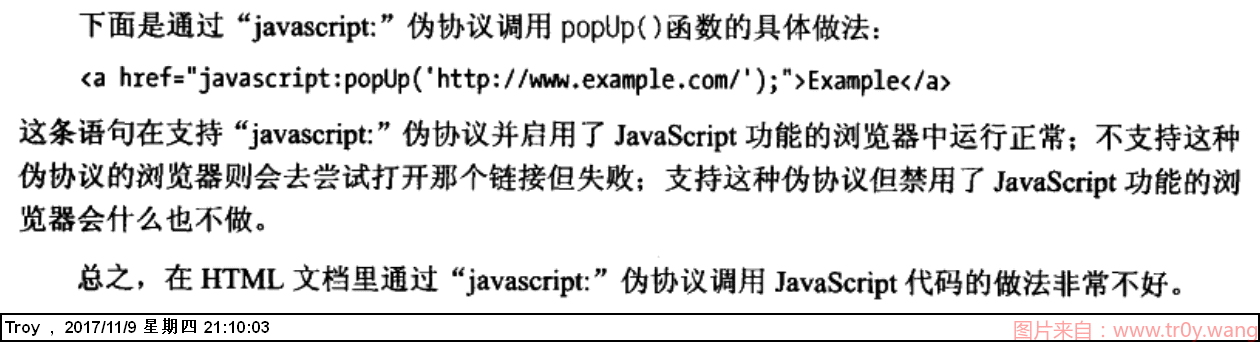 下面是通过“javascript:”伪协议调用 popUp()函数的具体做法：
<a href="javascript:popUp('http://www.example.com/');">Example</a>
这条语句在支持“javascript:”伪协议并启用了 JavaScript 功能的浏览器中运行正常；不支持这种
伪协议的浏览器则会去尝试打开那个链接但失败；支持这种伪协议但禁用了 JavaScript 功能的浏
览器会什么也不做。
总之，在 HTML 文档里通过“javascript:”伪协议调用 JavaScript 代码的做法非常不好。
Troy , 2017/11/9 星期四 21:10:03
图片来自：www.tr0y.wang